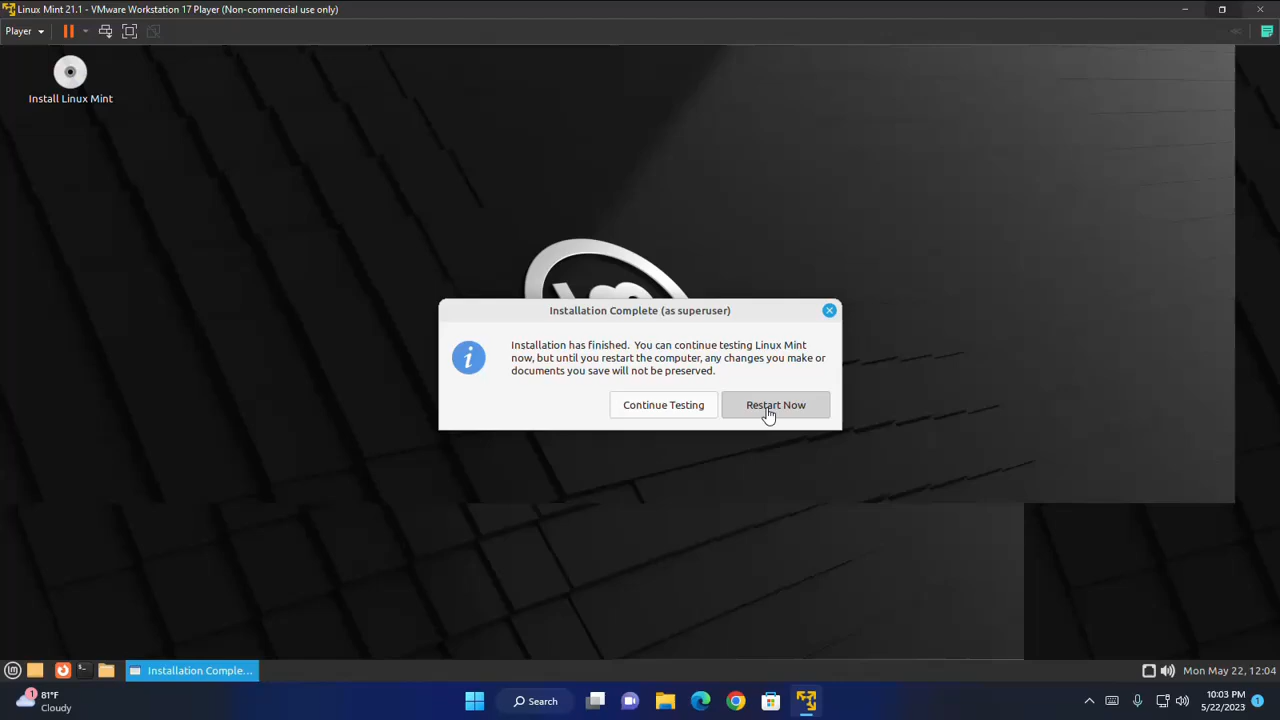 Linux Mint 21.1 - VMware Workstation 17 Player (Non-commercial use only)
Player
Install Linux Mint
Installation Complete (as superuser)
Installation has finished. You can continue testing Linux Mint
now, but until you restart the computer, any changes you make or
documents you save will not be preserved.
Continue Testing
Restart Now
Installation Comple...
Mon May 22, 12:04
1
81°F
Cloudy
Search
10:03 PM
5/22/2023
1